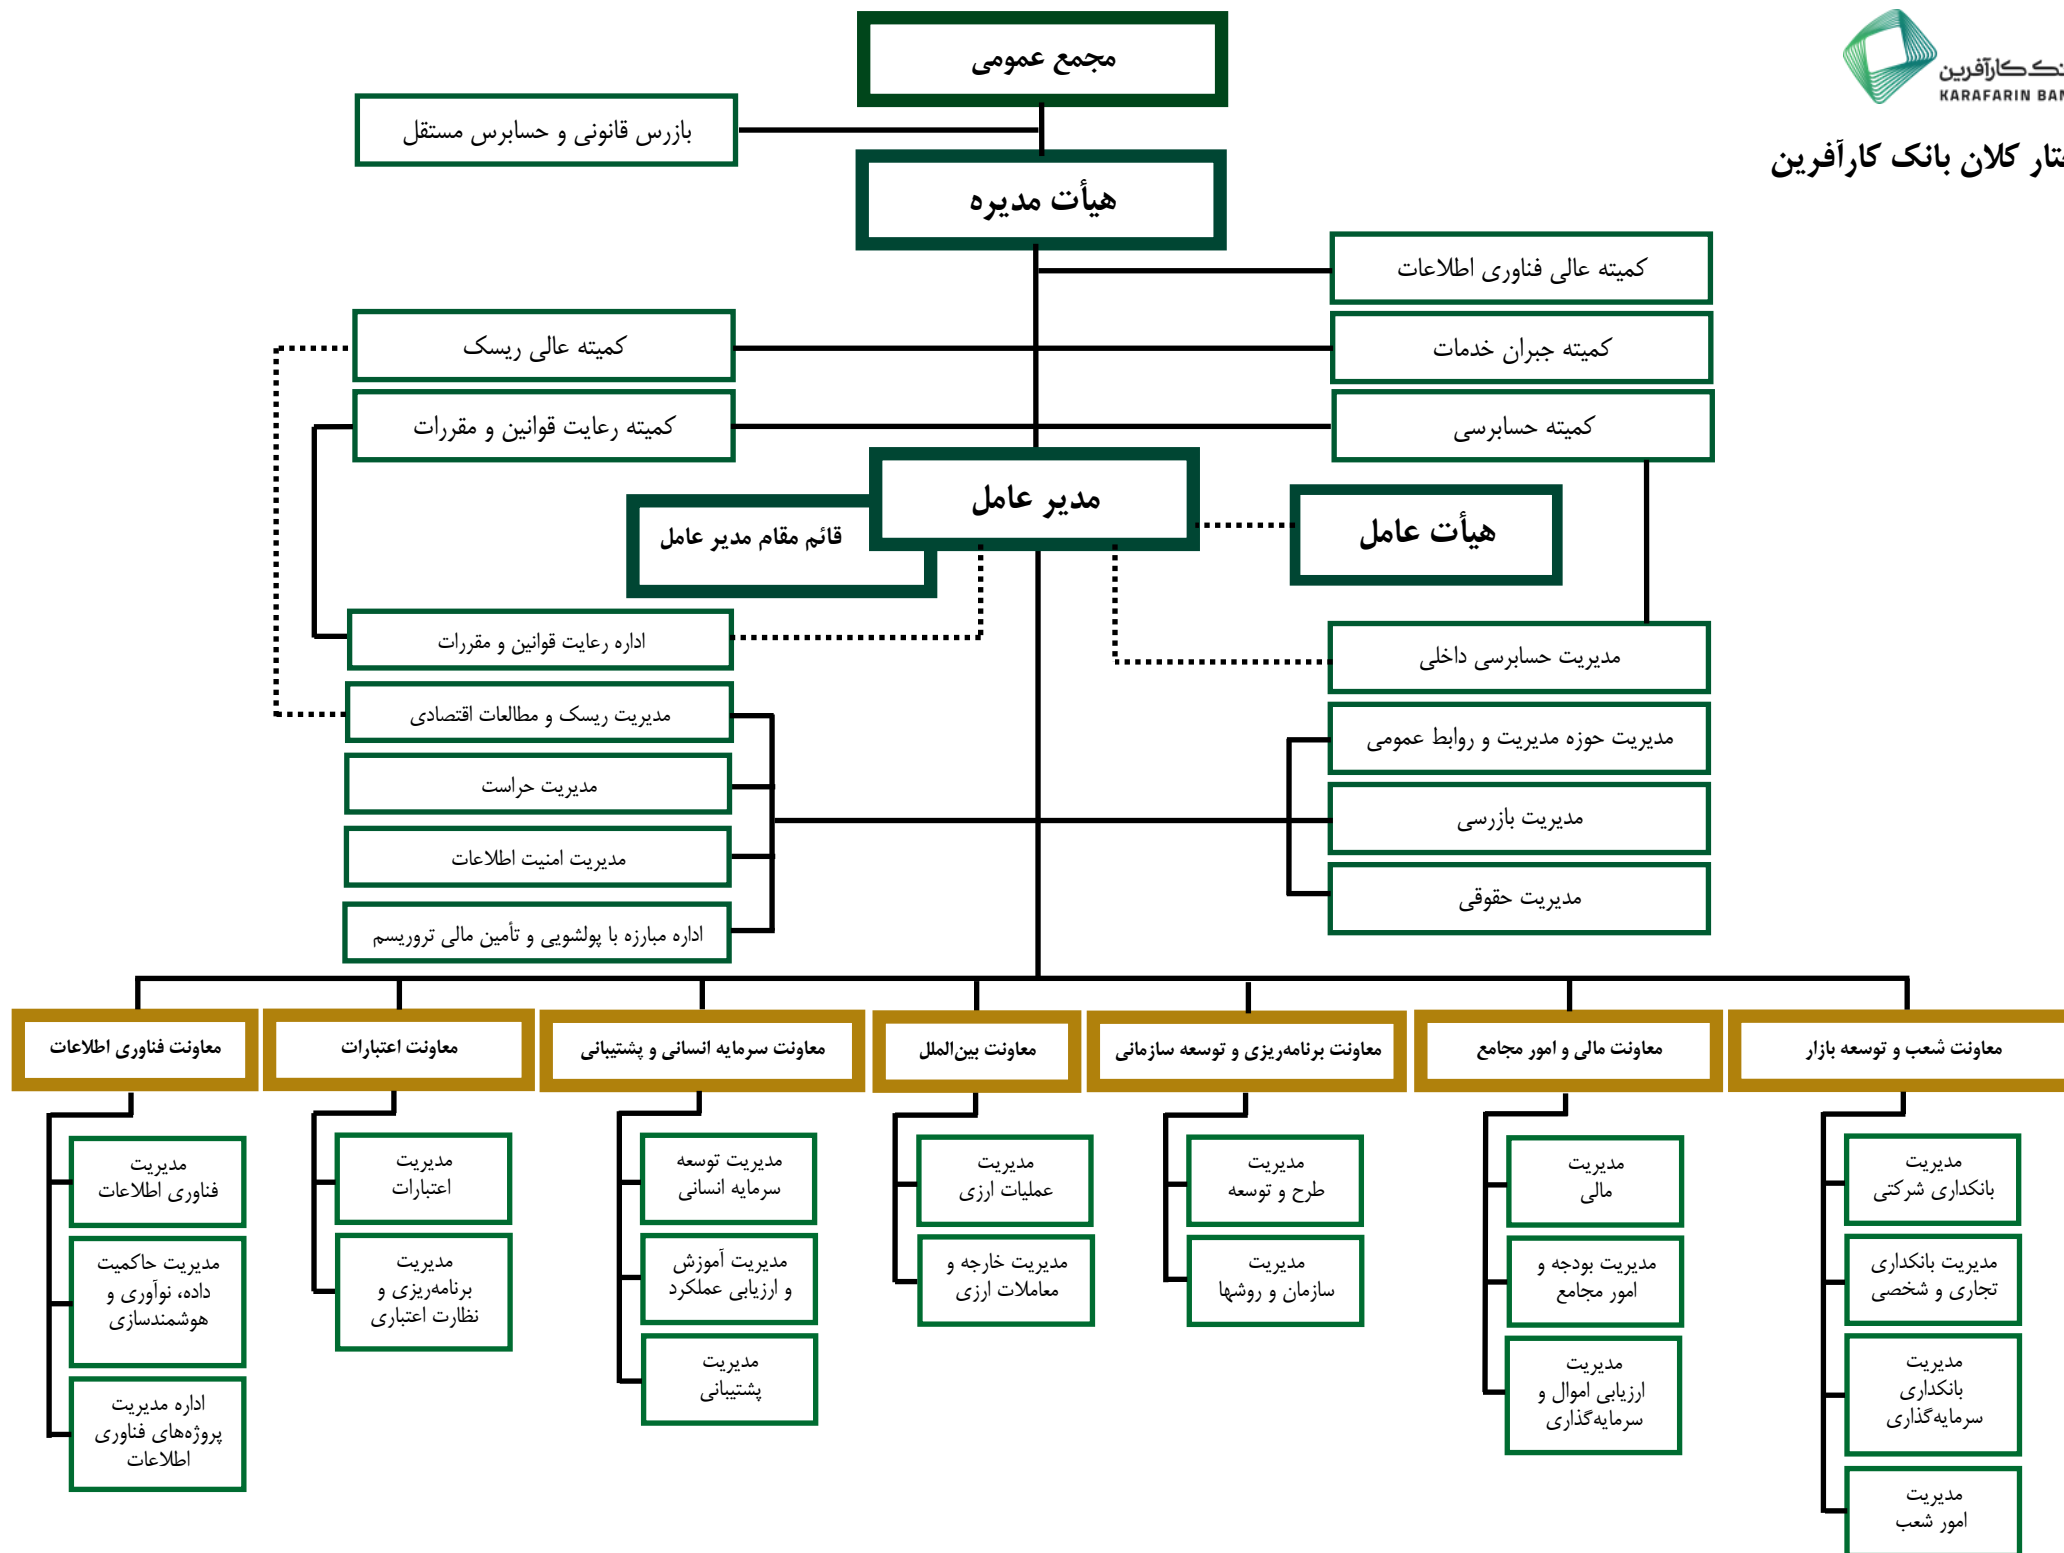 کارآفرین
KARAFARIN
کلان بانک کارآفرین
مجمع عمومی
بازرس قانونی و حسابرس مستقل
هیأت مدیره
کمیته عالی فناوری اطلاعات
کمیته جبران خدمات
کمیته عالی ریسک
کمیته حسابرسی
کمیته رعایت قوانین و مقررات
مدیر عامل
هیأت عامل
قائم مقام مدیر عامل
مدیریت حسابرسی داخلی
اداره رعایت قوانین و مقررات
مدیریت حوزه مدیریت و روابط عمومی
مدیریت ریسک و مطالعات اقتصادی
مدیریت بازرسی
مدیریت حراست
مدیریت حقوقی
مدیریت امنیت اطلاعات
اداره مبارزه با پولشویی و تأمین مالی تروریسم
معاونت شعب و توسعه بازار
معاونت مالی و امور مجامع
معاونت برنامه‌ریزی و توسعه سازمانی
معاونت بین‌الملل
معاونت سرمایه انسانی و پشتیبانی
معاونت اعتبارات
معاونت فناوری اطلاعات
مدیریت
بانکداری شرکتی
مدیریت بانکداری
تجاری و شخصی
مدیریت
بانکداری
سرمایه‌گذاری
مدیریت
امور شعب
مدیریت
مالی
مدیریت بودجه و
امور مجامع
مدیریت
ارزیابی اموال و
سرمایه‌گذاری
مدیریت
طرح و توسعه
مدیریت
سازمان و روشها
مدیریت
عملیات ارزی
مدیریت خارجه و
معاملات ارزی
مدیریت توسعه
سرمایه انسانی
مدیریت آموزش
و ارزیابی عملکرد
مدیریت
پشتیبانی
مدیریت
اعتبارات
مدیریت
برنامه‌ریزی و
نظارت اعتباری
مدیریت
فناوری اطلاعات
مدیریت حاکمیت
داده، نوآوری و
هوشمندسازی
اداره مدیریت
پروژه‌های فناوری
اطلاعات